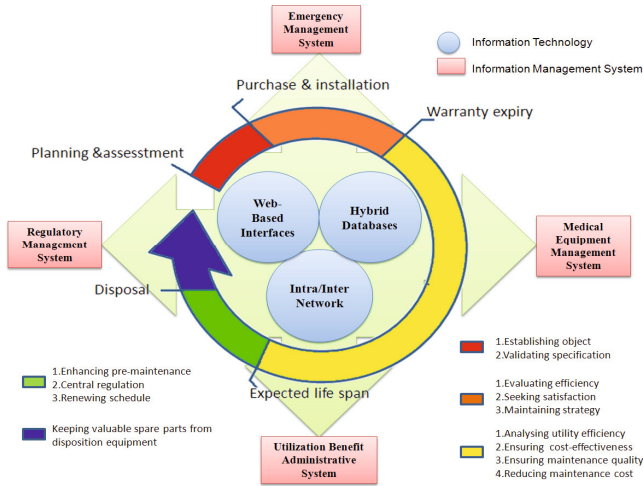 Emergency
Management
System
Information Technology
Information Management System
Purchase & installation
Warranty expiry
Planning &assesstment
Web-
Based
Interfaces
Hybrid
Databases
Intra/Inter
Network
Regulatory
Management
System
Medical
Equipment
Management
System
Disposal
Expected life span
1.Enhancing pre-maintenance
2.Central regulation
3.Renewing schedule
Keeping valuable spare parts from
disposition equipment
Utilization Benefit
Administrative
System
1.Establishing object
2.Validating specification
1.Evaluating efficiency
2.Seeking satisfaction
3.Maintaining strategy
1.Analysing utility efficiency
2.Ensuring cost-effectiveness
3.Ensuring maintenance quality
4.Reducing maintenance cost